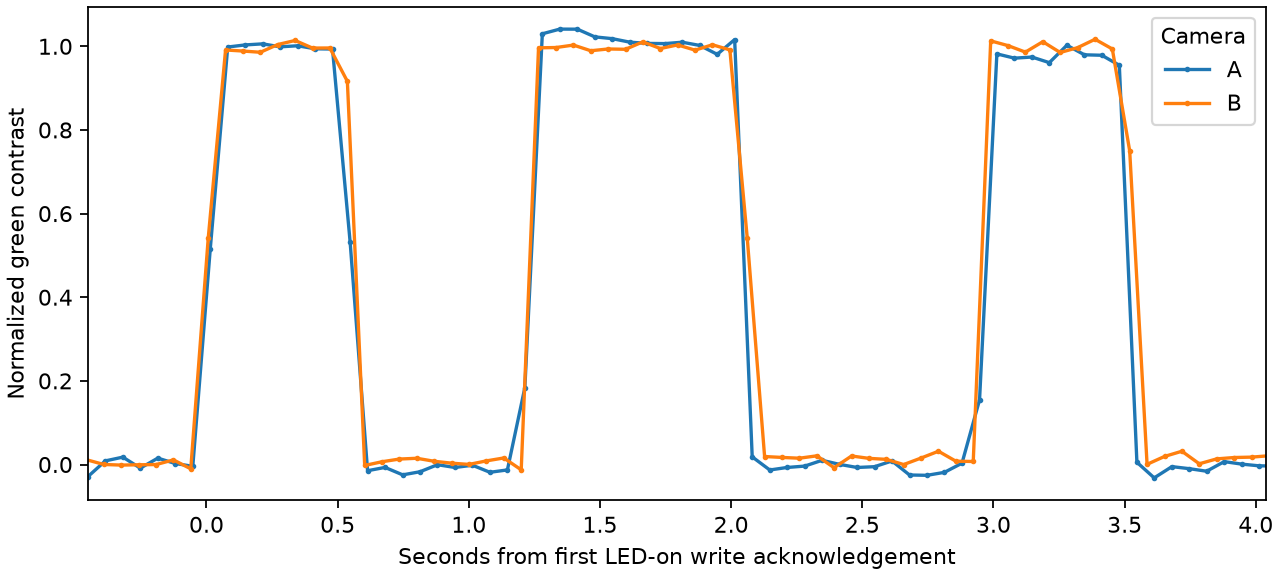 Normalized green contrast
1.0
0.8
0.6
0.4
0.2
0.0
Camera
A
B
0.0 0.5 1.0 1.5 2.0 2.5 3.0 3.5 4.0
Seconds from first LED-on write acknowledgement